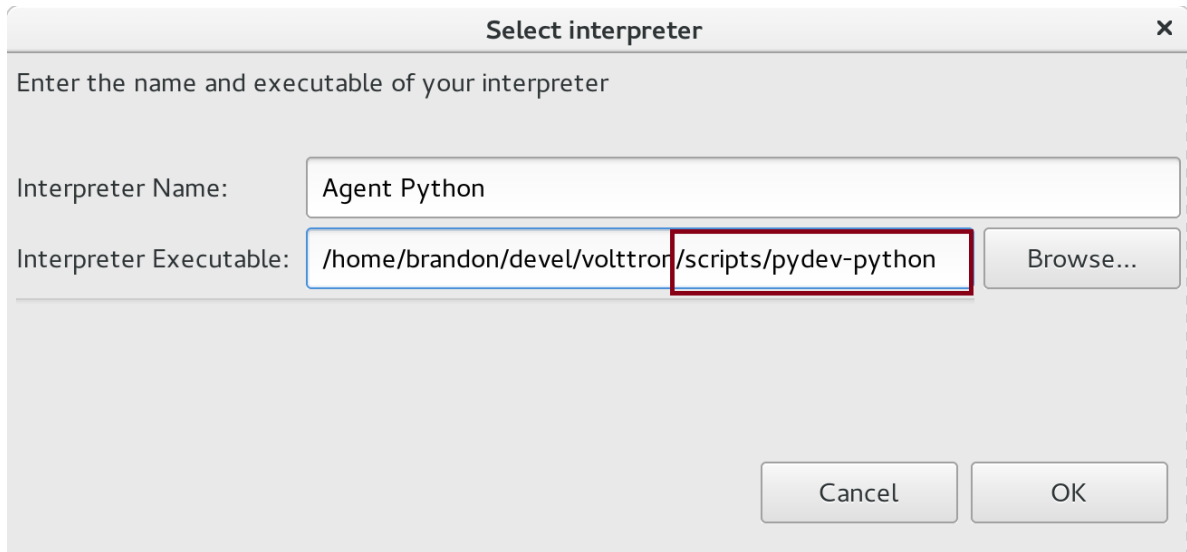 Select interpreter
Enter the name and executable of your interpreter
Interpreter Name: Agent Python
Interpreter Executable: /home/brandon/devel/volttron/scripts/pydev-python Browse...
Cancel OK